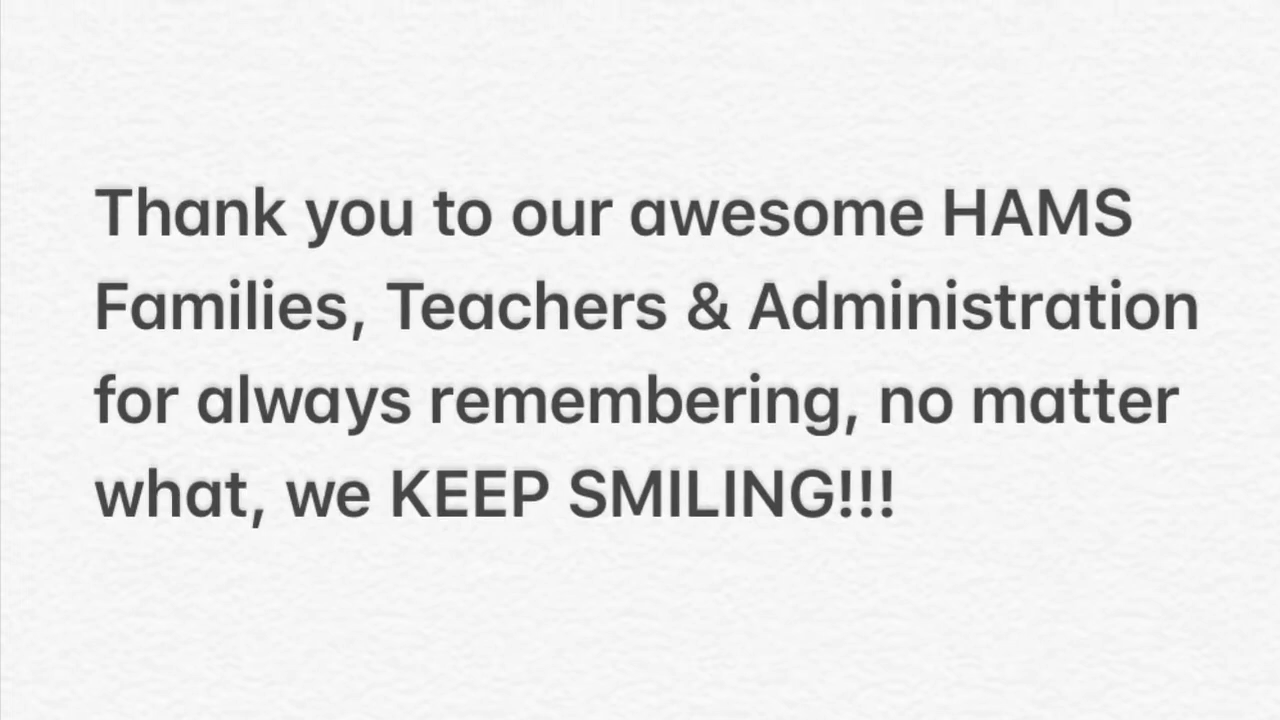 Thank you to our awesome HAMS
Families, Teachers & Administration
for always remembering, no matter
what, we KEEP SMILING!!!